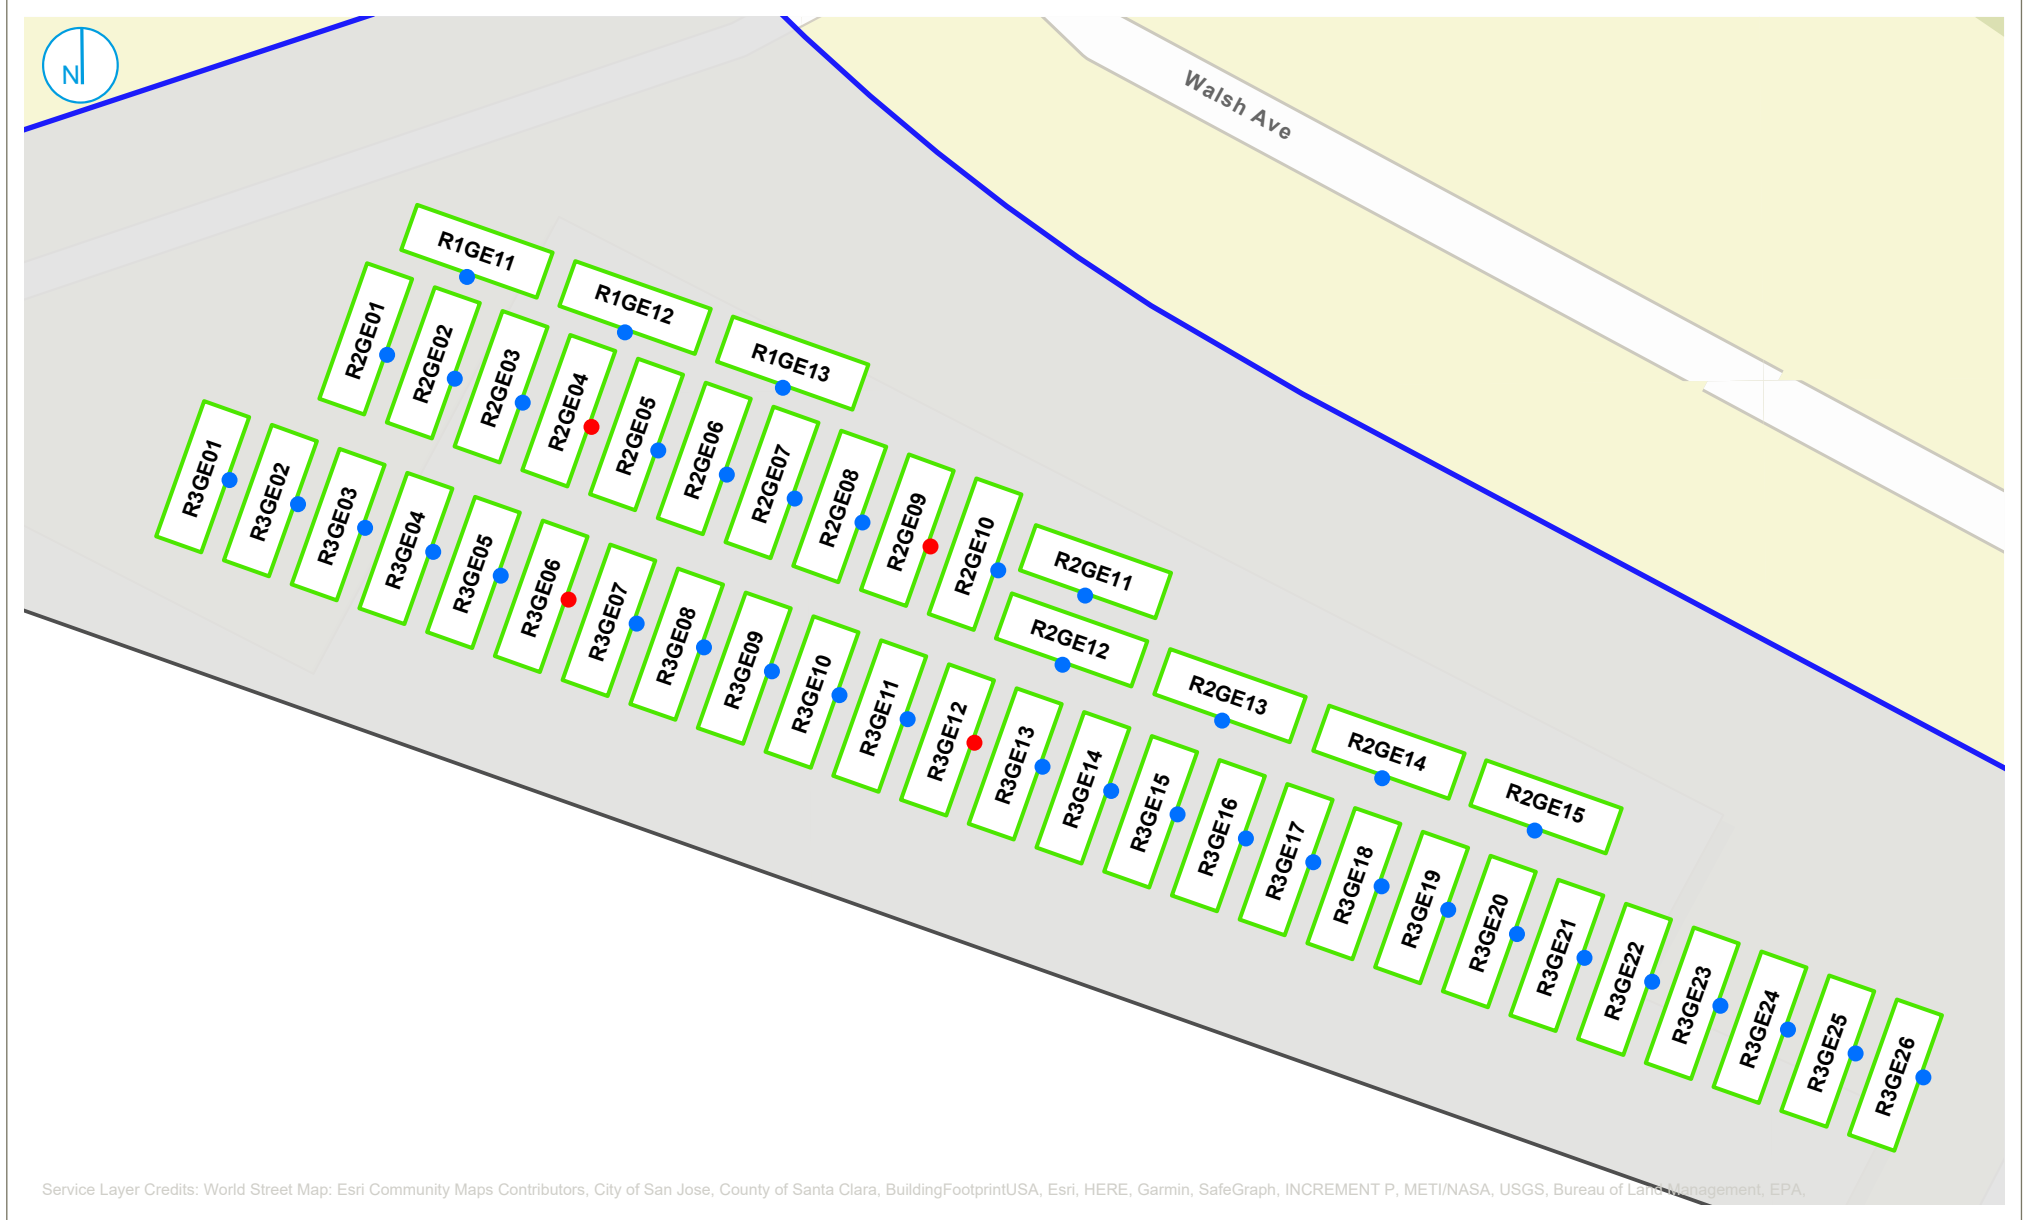 N
Walsh Ave
R1GE11
R1GE12
R1GE13
R2GE01
R2GE02
R2GE03
R2GE04
R2GE05
R2GE06
R2GE07
R2GE08
R2GE09
R2GE10
R2GE11
R2GE12
R2GE13
R2GE14
R2GE15
R3GE01
R3GE02
R3GE03
R3GE04
R3GE05
R3GE06
R3GE07
R3GE08
R3GE09
R3GE10
R3GE11
R3GE12
R3GE13
R3GE14
R3GE15
R3GE16
R3GE17
R3GE18
R3GE19
R3GE20
R3GE21
R3GE22
R3GE23
R3GE24
R3GE25
R3GE26
Service Layer Credits: World Street Map: Esri Community Maps Contributors, City of San Jose, County of Santa Clara, BuildingFootprintUSA, Esri, HERE, Garmin, SafeGraph, INCREMENT P, METI/NASA, USGS, Bureau of Land Management, EPA,